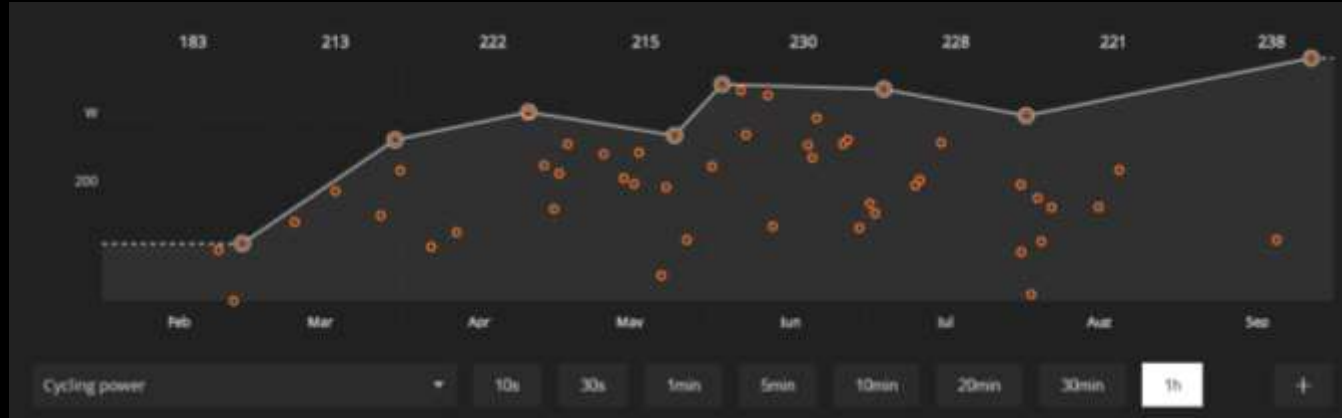 183 213 222 215 230 228 221 238
W
200
Feb Mar Apr May Jun Jul Aug Sep
Cycling power 10s 30s 1min 5min 10min 20min 30min 1h +